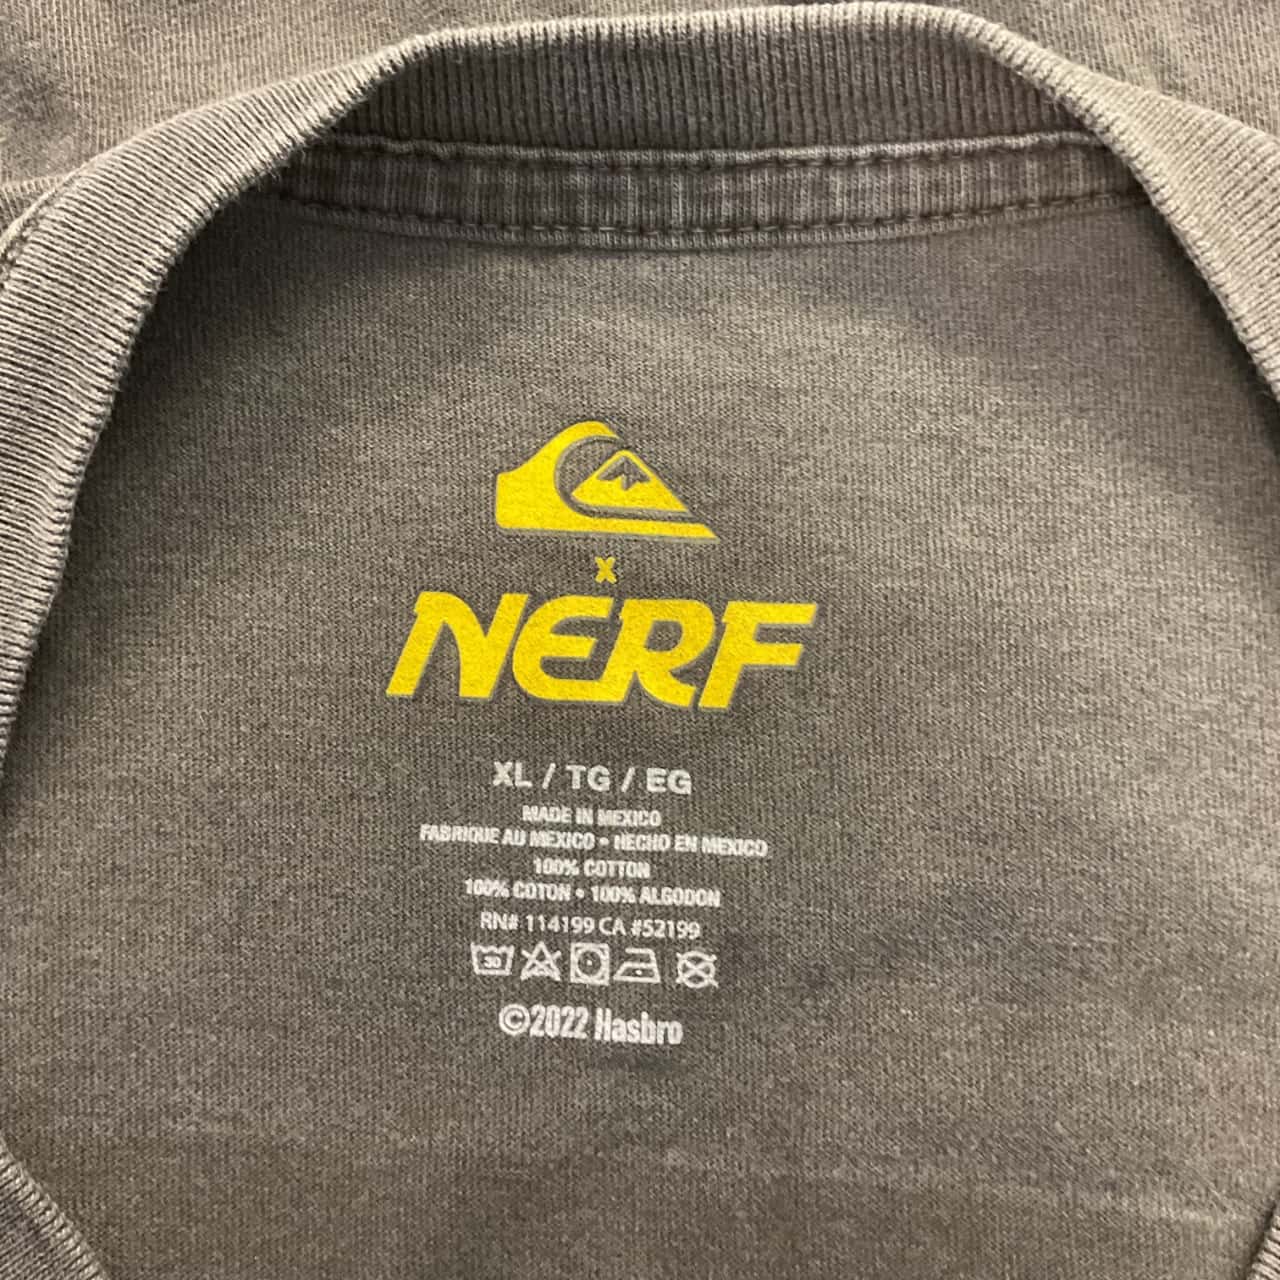 X
NERF
XL / TG / EG
MADE IN MEXICO
FABRIQUE AU MEXICO • HECHO EN MEXICO
100% COTTON
100% COTON • 100% ALGODON
RN# 114199 CA #52199
30
©2022 Hasbro